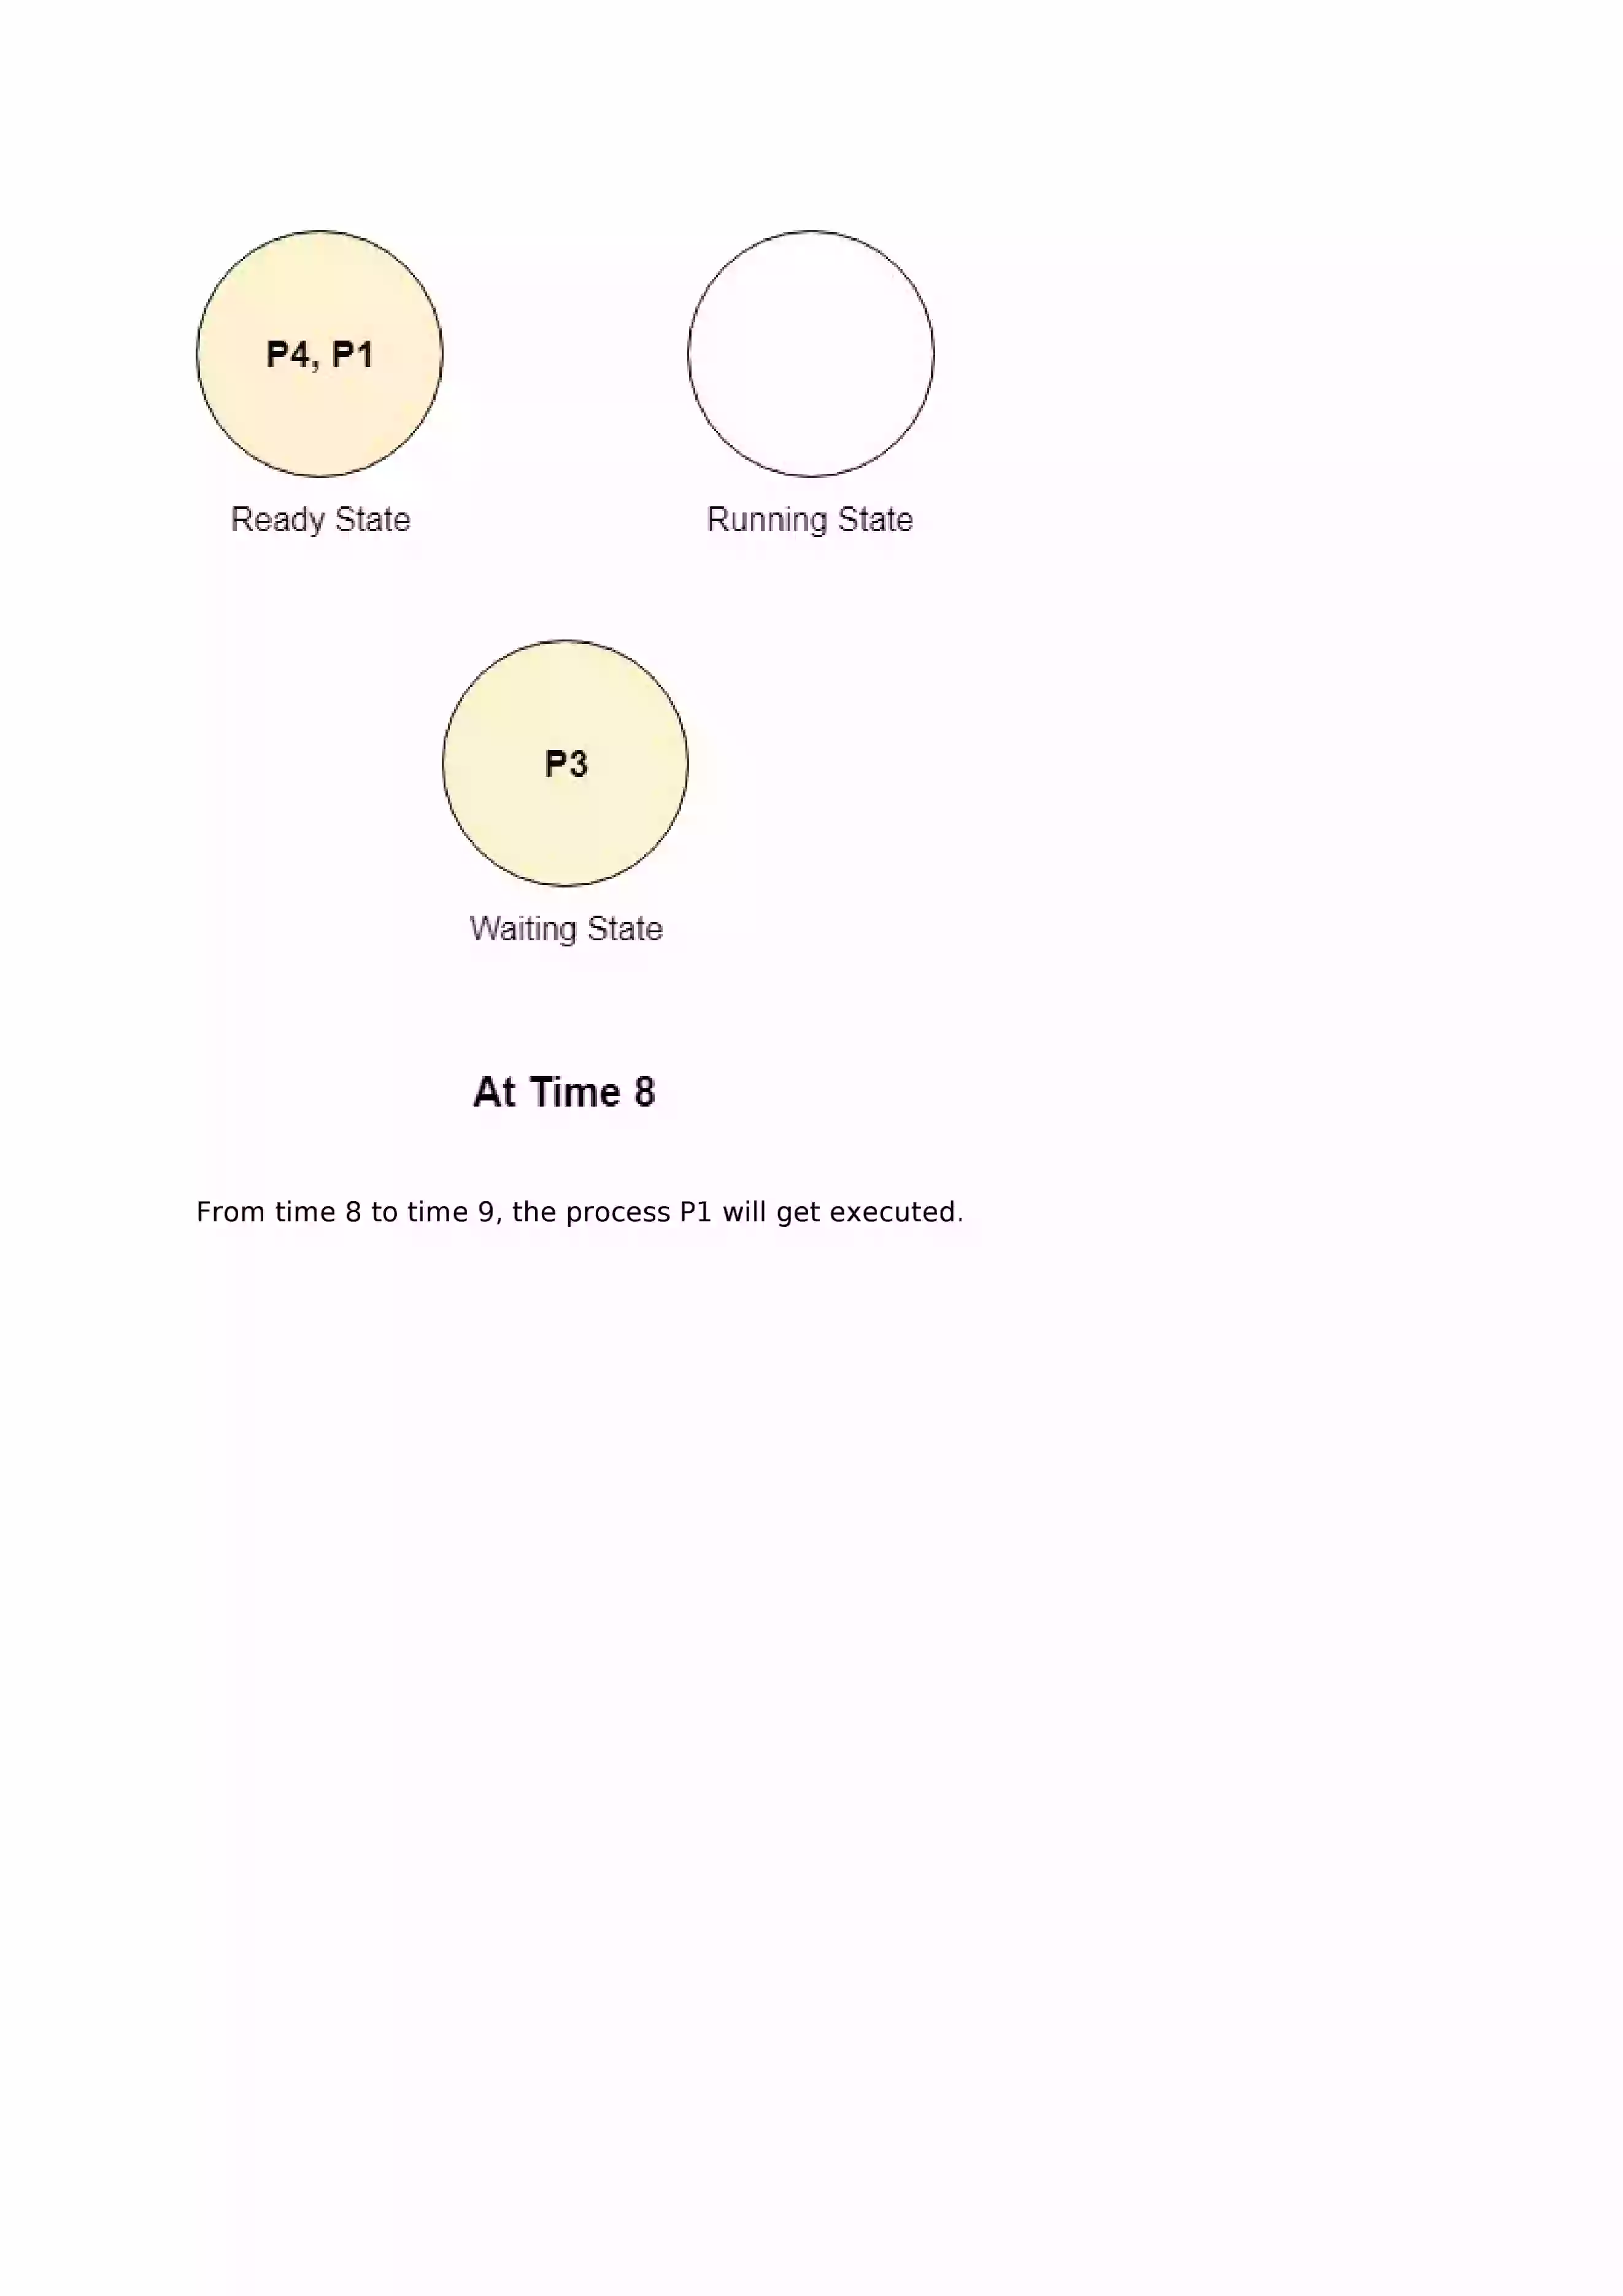 P4, P1
Ready State
Running State
P3
Waiting State
At Time 8
From time 8 to time 9, the process P1 will get executed.